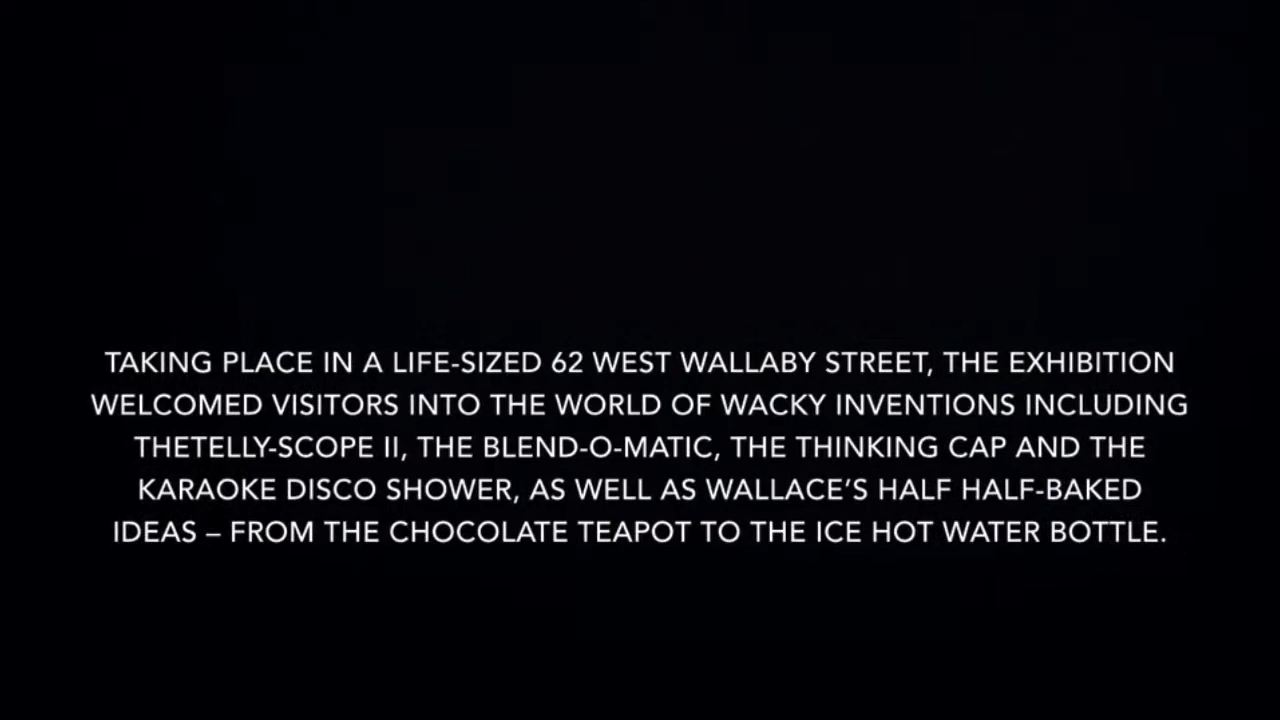 TAKING PLACE IN A LIFE-SIZED 62 WEST WALLABY STREET, THE EXHIBITION
WELCOMED VISITORS INTO THE WORLD OF WACKY INVENTIONS INCLUDING
THETELLY-SCOPE II, THE BLEND-O-MATIC, THE THINKING CAP AND THE
KARAOKE DISCO SHOWER, AS WELL AS WALLACE’S HALF HALF-BAKED
IDEAS – FROM THE CHOCOLATE TEAPOT TO THE ICE HOT WATER BOTTLE.